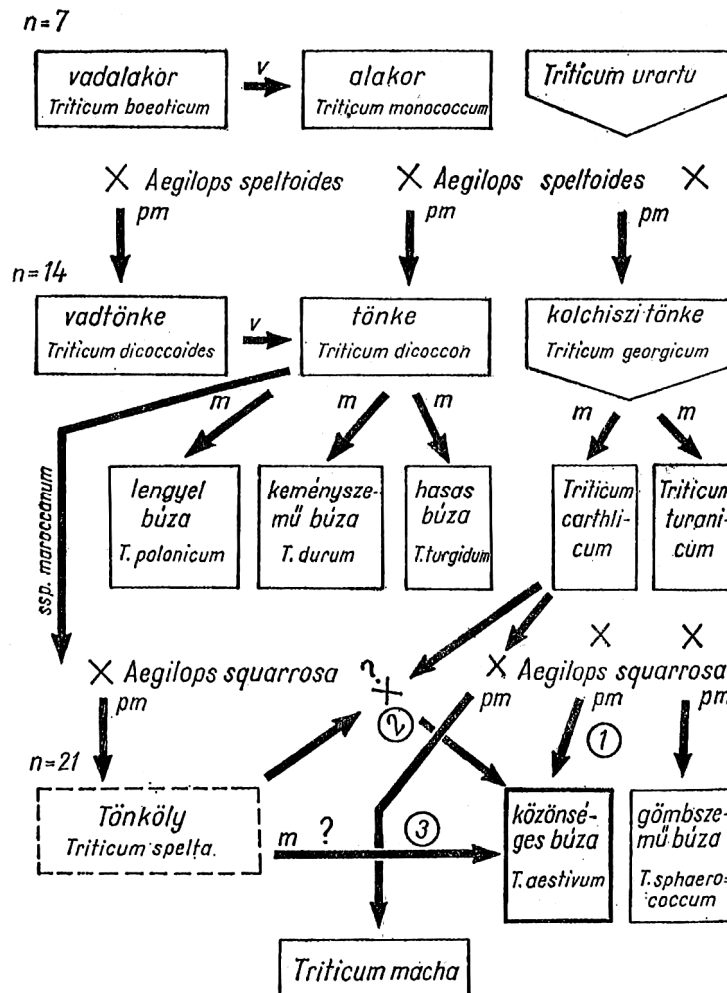 n=7
vadalakor
Triticum boeoticum
v
alakor
Triticum monococcum
Triticum urartu
X Aegilops speltoides
X Aegilops speltoides
X
pm
pm
pm
n=14
vadtönke
Triticum dicoccoides
v
tönke
Triticum dicoccon
kolchiszi tönke
Triticum georgicum
m
m
m
m
m
ssp. maroccanum
lengyel
búza
T. polonicum
keménysze-
mű búza
T. durum
hasas
búza
T. turgidum
Triticum
carthli-
cum
Triticum
turani-
cum
X Aegilops squarrosa
pm
?
X
2
X
X
X Aegilops squarrosa
pm
pm
pm
1
n=21
Tönköly
Triticum spelta.
m ?
3
közönsé-
ges búza
T. aestivum
gömbsze-
mű búza
T. sphaero=
coccum
Triticum macha